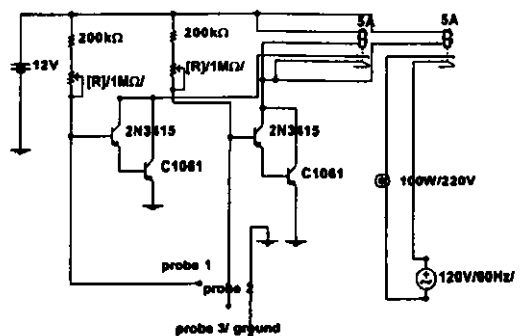 5A
5A
200kΩ
200kΩ
12V
[R]/1MΩ/
[R]/1MΩ/
2N3415
2N3415
C1061
C1061
100W/220V
probe 1
probe 2
120V/60Hz/
probe 3/ ground